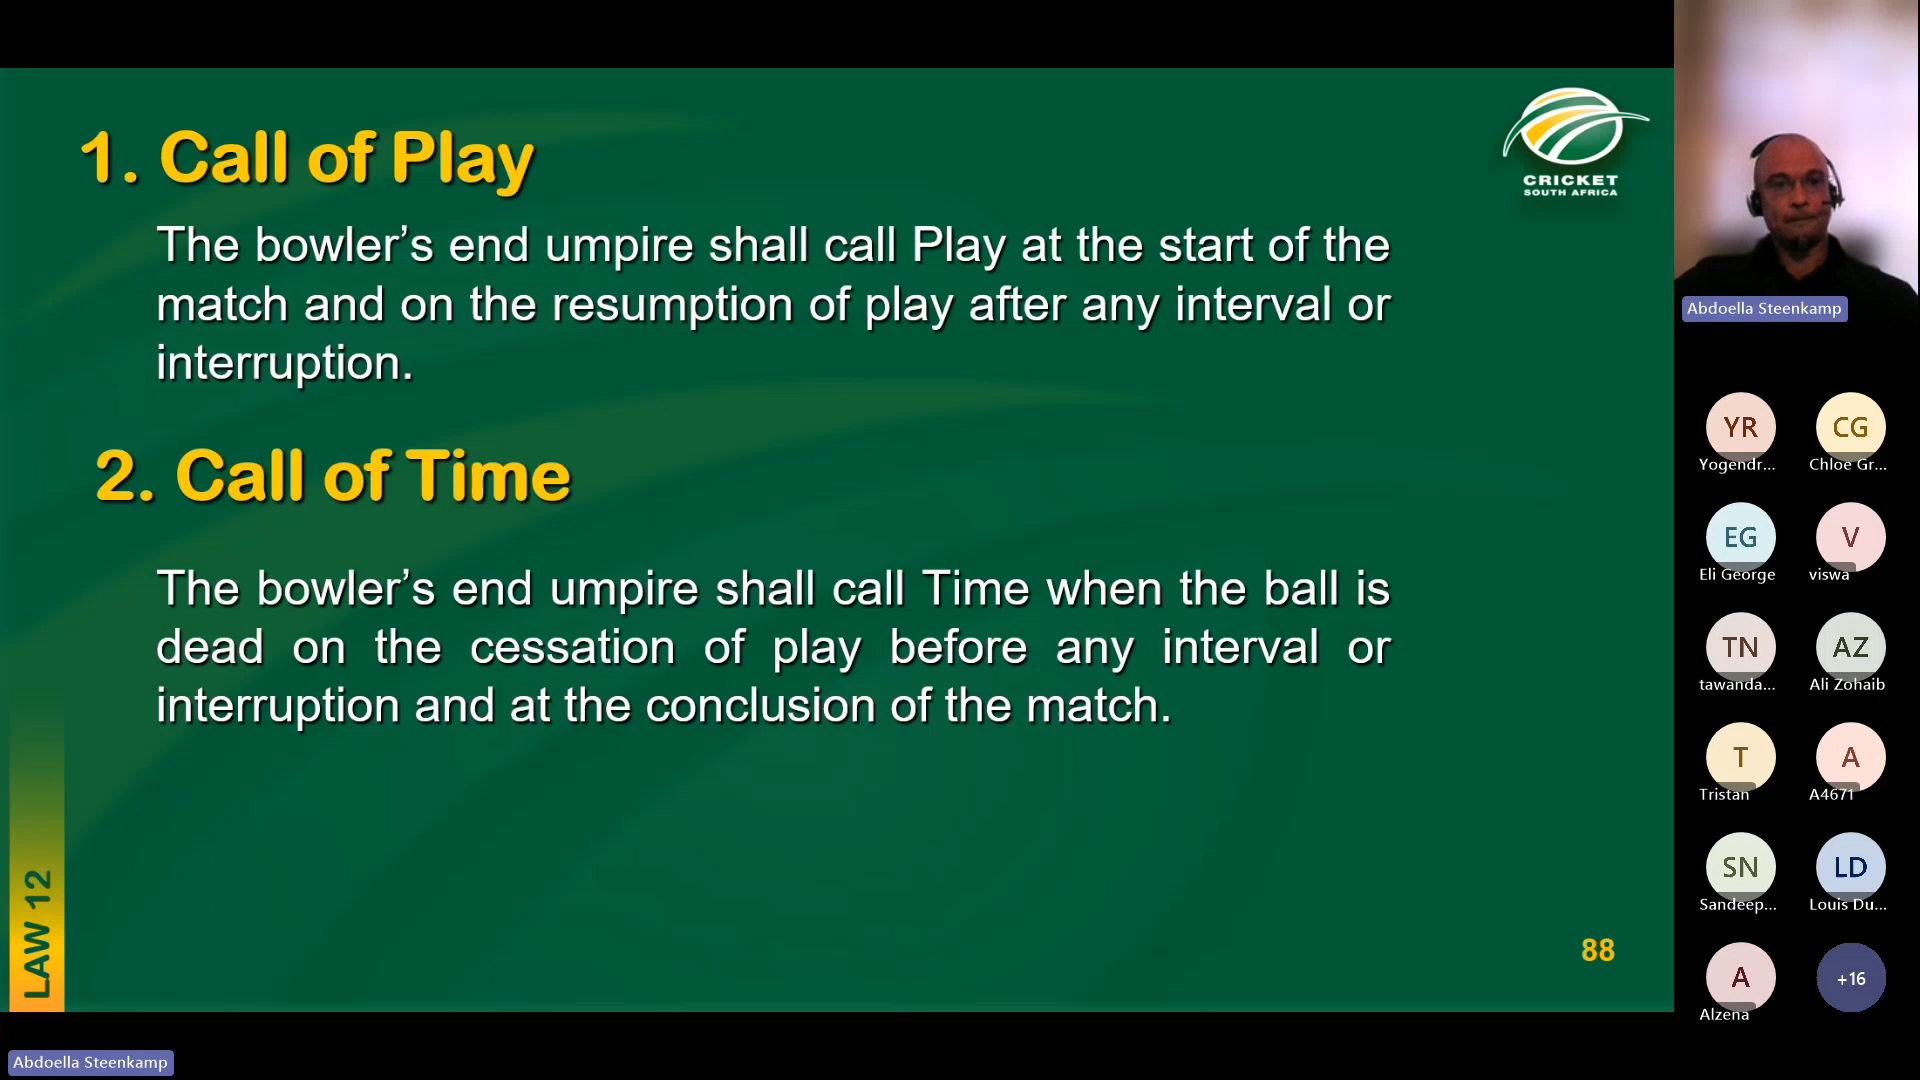 1. Call of Play
The bowler’s end umpire shall call Play at the start of the
match and on the resumption of play after any interval or
interruption.
2. Call of Time
The bowler’s end umpire shall call Time when the ball is
dead on the cessation of play before any interval or
interruption and at the conclusion of the match.
LAW 12
88
CRICKET
SOUTH AFRICA
Abdoella Steenkamp
YR
Yogendr...
CG
Chloe Gr...
EG
Eli George
V
viswa
TN
tawanda...
AZ
Ali Zohaib
T
Tristan
A
A4671
SN
Sandeep...
LD
Louis Du...
A
Alzena
+16
Abdoella Steenkamp